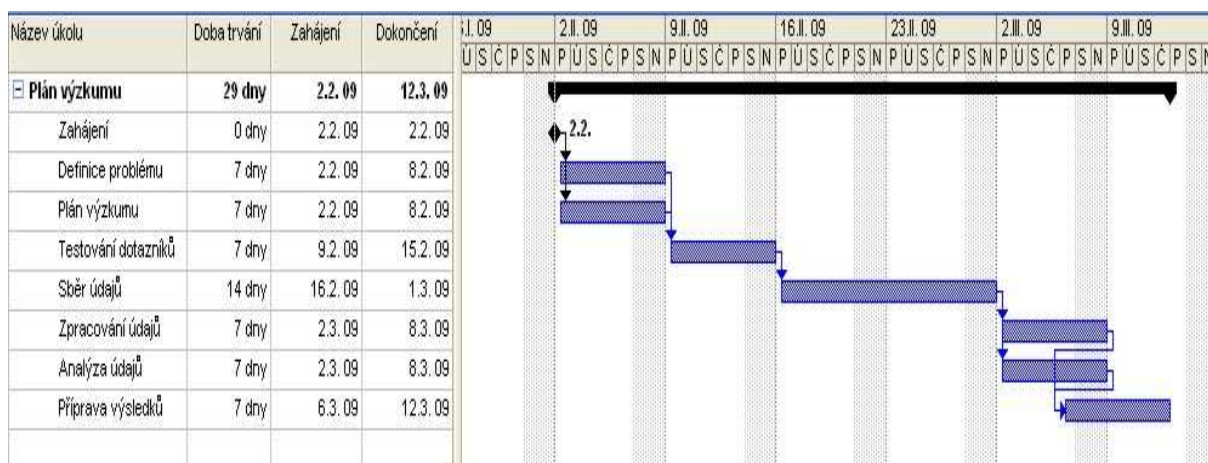 Název úkolu Doba trvání Zahájení Dokončení .I. 09 2.II. 09 9.II. 09 16.II. 09 23.II. 09 2.III. 09 9.III. 09
Ú S Č P S N P Ú S Č P S N P Ú S Č P S N P Ú S Č P S N P Ú S Č P S N P Ú S Č P S N P Ú S Č P S
Plán výzkumu 29 dny 2.2. 09 12.3. 09
Zahájení 0 dny 2.2. 09 2.2. 09 2.2.
Definice problému 7 dny 2.2. 09 8.2. 09
Plán výzkumu 7 dny 2.2. 09 8.2. 09
Testování dotazníků 7 dny 9.2. 09 15.2. 09
Sběr údajů 14 dny 16.2. 09 1.3. 09
Zpracování údajů 7 dny 2.3. 09 8.3. 09
Analýza údajů 7 dny 2.3. 09 8.3. 09
Příprava výsledků 7 dny 6.3. 09 12.3. 09